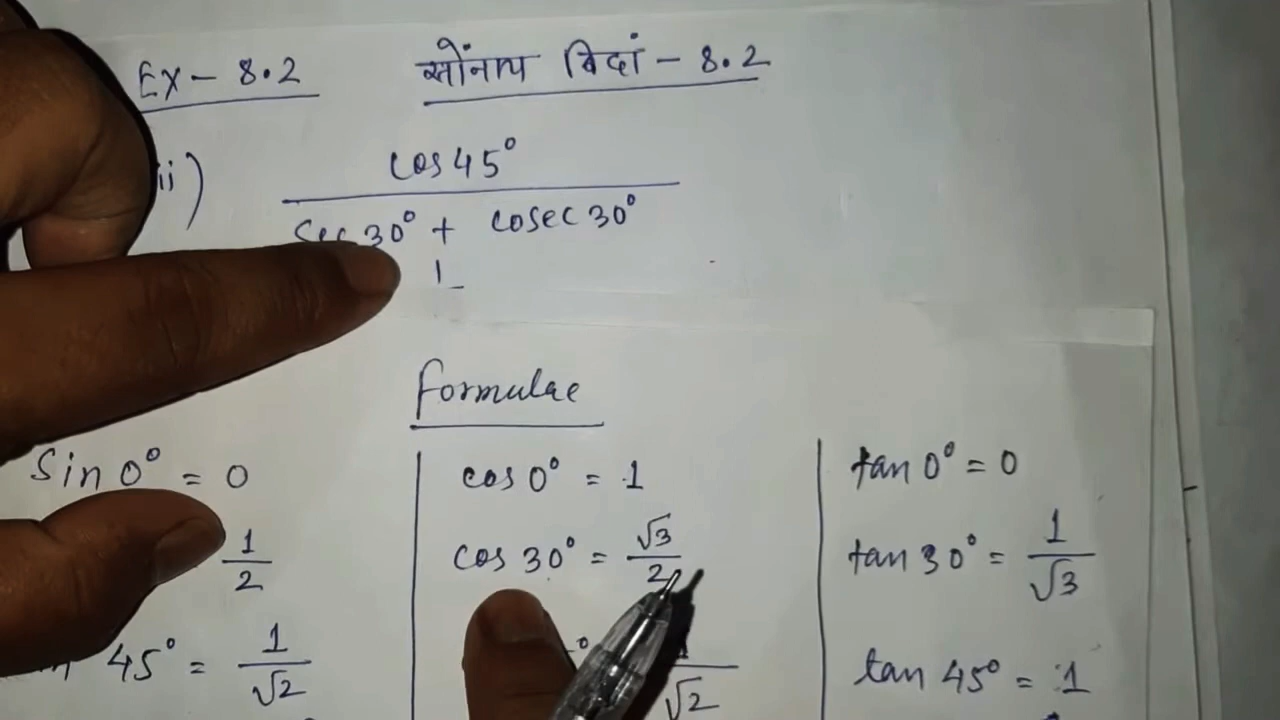 Ex - 8.2 सोंनाय बिदां - 8.2
ii) cos 45° / sec 30° + cosec 30°
1
Formulae
Sin 0° = 0 | cos 0° = 1 | tan 0° = 0
1/2 | cos 30° = √3/2 | tan 30° = 1/√3
45° = 1/√2 | √2 | tan 45° = 1